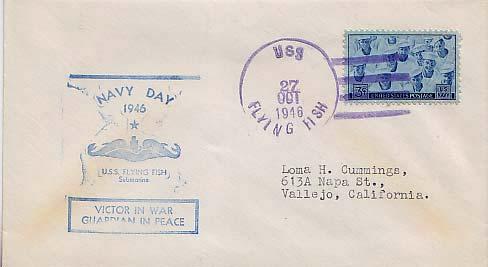 NAVY DAY
1946
U.S.S. FLYING FISH
Submarine
VICTOR IN WAR
GUARDIAN IN PEACE
USS
27
OCT
1946
FLYING FISH
3¢
UNITED STATES POSTAGE
U.S.
NAVY
Loma H. Cummings,
613A Napa St.,
Vallejo, California.